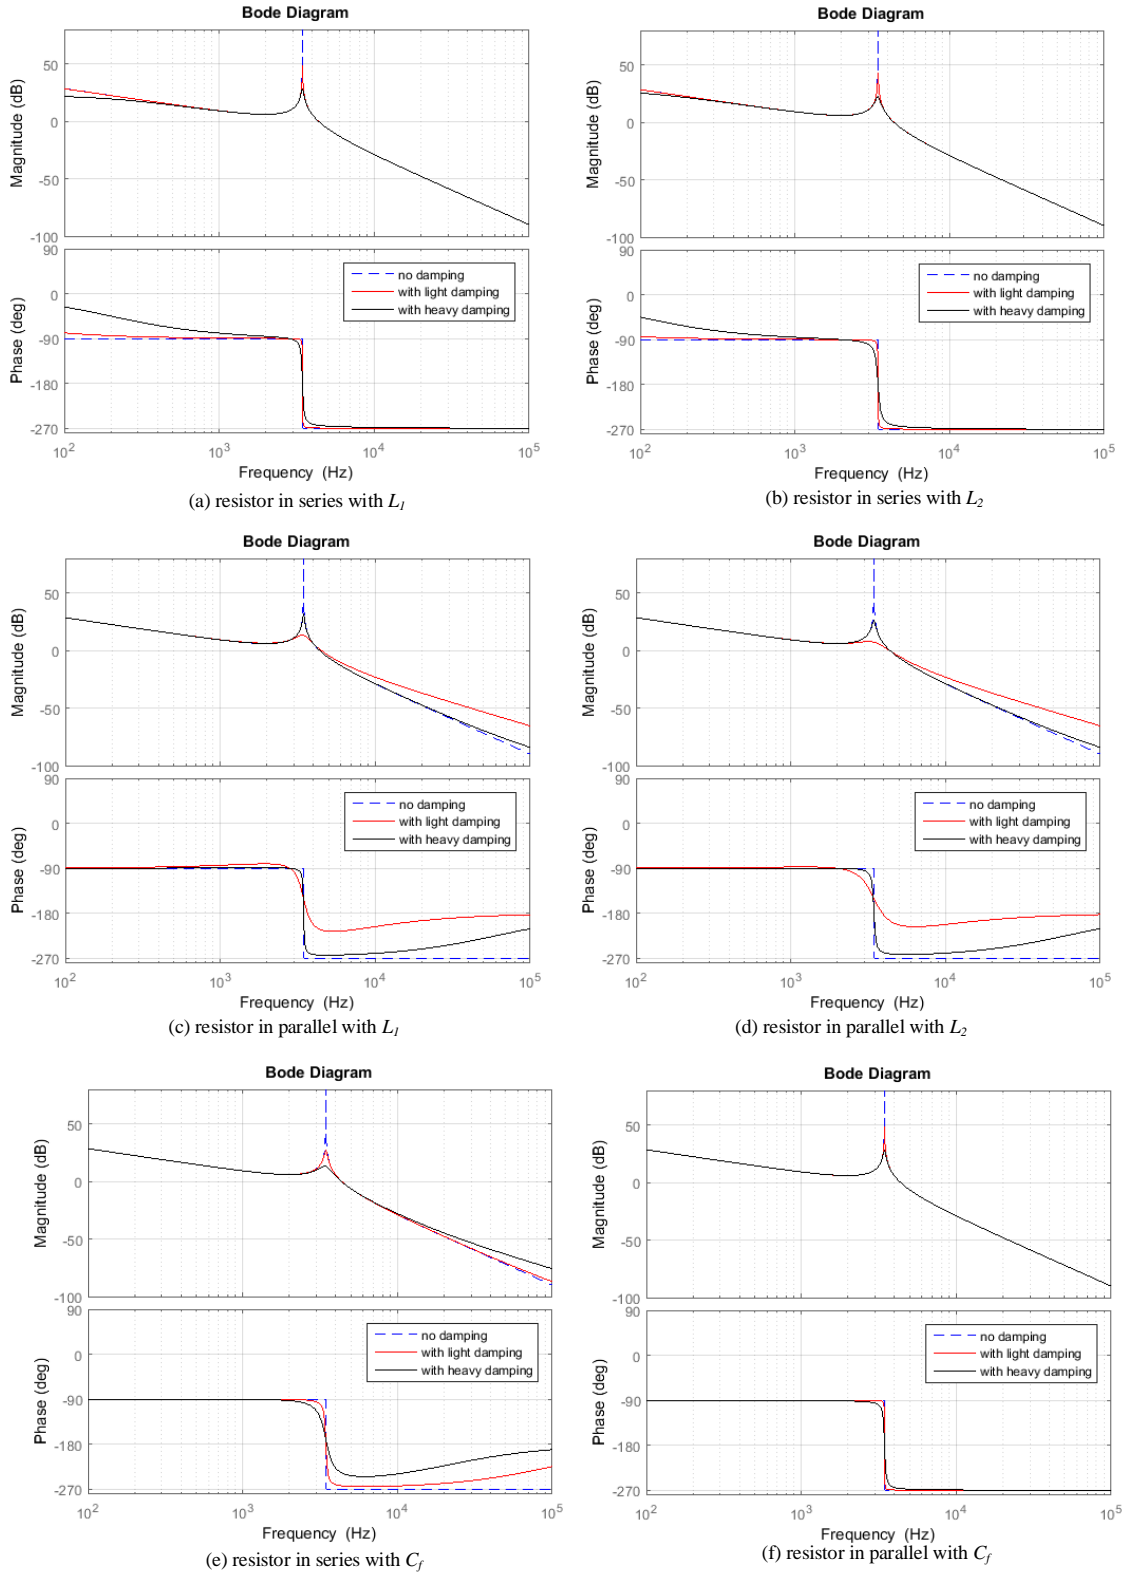 Bode Diagram
Magnitude (dB)
50
0
-50
-100
Phase (deg)
90
0
-90
-180
-270
no damping
with light damping
with heavy damping
10^2
10^3
10^4
10^5
Frequency (Hz)
(a) resistor in series with L_1
Bode Diagram
Magnitude (dB)
50
0
-50
-100
Phase (deg)
90
0
-90
-180
-270
no damping
with light damping
with heavy damping
10^2
10^3
10^4
10^5
Frequency (Hz)
(b) resistor in series with L_2
Bode Diagram
Magnitude (dB)
50
0
-50
-100
Phase (deg)
90
0
-90
-180
-270
no damping
with light damping
with heavy damping
10^2
10^3
10^4
10^5
Frequency (Hz)
(c) resistor in parallel with L_1
Bode Diagram
Magnitude (dB)
50
0
-50
-100
Phase (deg)
90
0
-90
-180
-270
no damping
with light damping
with heavy damping
10^2
10^3
10^4
10^5
Frequency (Hz)
(d) resistor in parallel with L_2
Bode Diagram
Magnitude (dB)
50
0
-50
-100
Phase (deg)
90
0
-90
-180
-270
no damping
with light damping
with heavy damping
10^2
10^3
10^4
10^5
Frequency (Hz)
(e) resistor in series with C_f
Bode Diagram
Magnitude (dB)
50
0
-50
-100
Phase (deg)
90
0
-90
-180
-270
no damping
with light damping
with heavy damping
10^2
10^3
10^4
10^5
Frequency (Hz)
(f) resistor in parallel with C_f